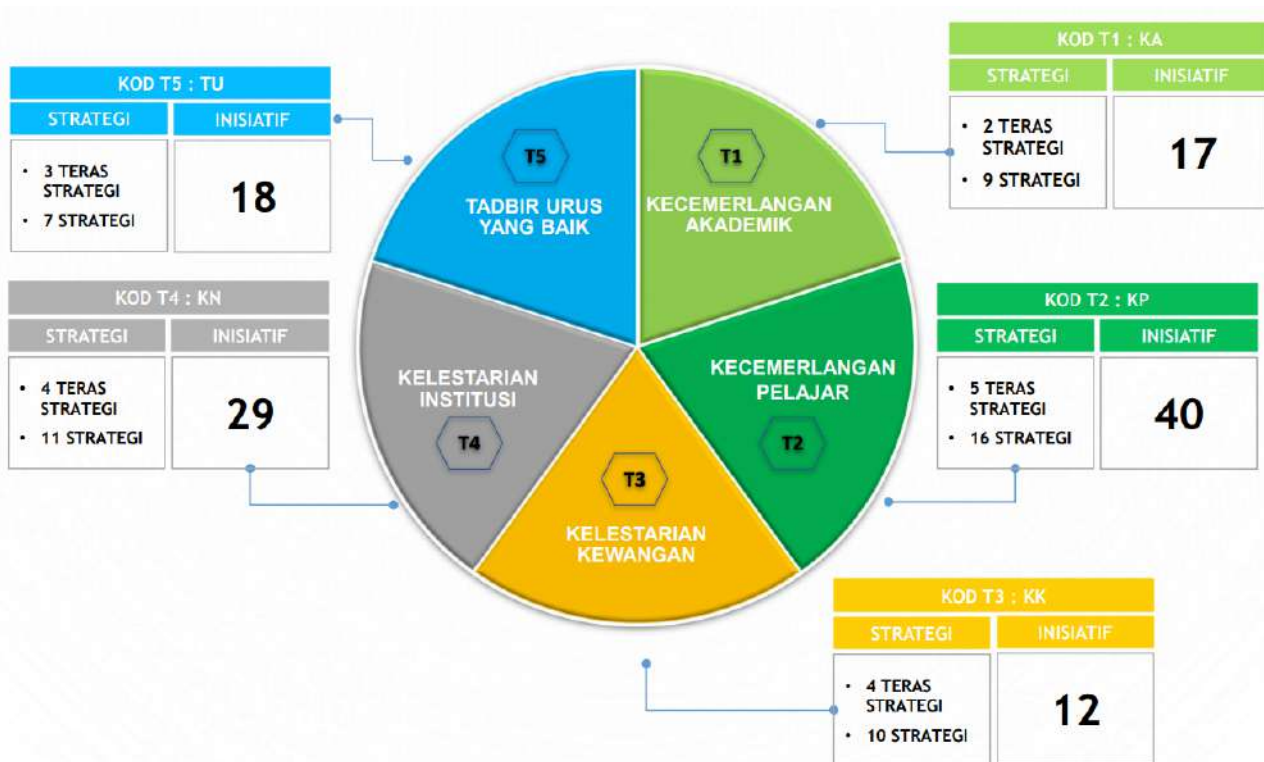 KOD T1 : KA
STRATEGI
INISIATIF
• 2 TERAS
STRATEGI
• 9 STRATEGI
17
KOD T5 : TU
STRATEGI
INISIATIF
• 3 TERAS
STRATEGI
• 7 STRATEGI
18
T5
TADBIR URUS
YANG BAIK
T1
KECEMERLANGAN
AKADEMIK
KOD T4 : KN
STRATEGI
INISIATIF
• 4 TERAS
STRATEGI
• 11 STRATEGI
29
KELESTARIAN
INSTITUSI
T4
KECEMERLANGAN
PELAJAR
T2
KOD T2 : KP
STRATEGI
INISIATIF
• 5 TERAS
STRATEGI
• 16 STRATEGI
40
T3
KELESTARIAN
KEWANGAN
KOD T3 : KK
STRATEGI
INISIATIF
• 4 TERAS
STRATEGI
• 10 STRATEGI
12